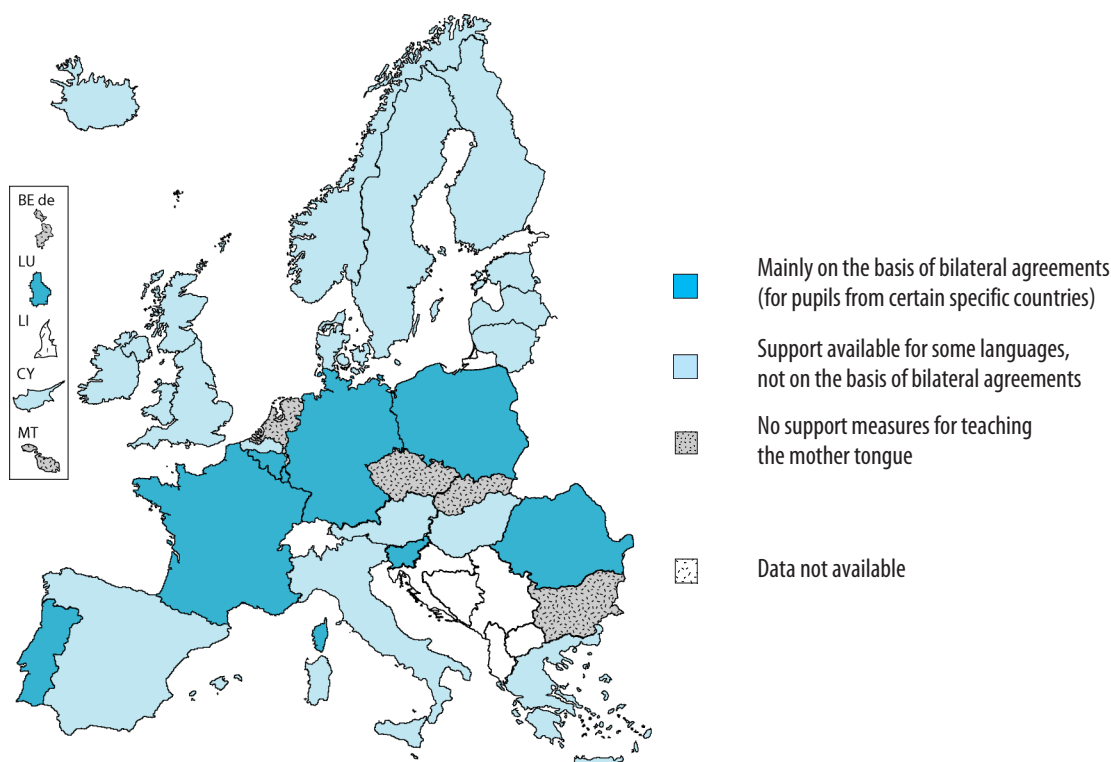 BE de
LU
LI
CY
MT
Mainly on the basis of bilateral agreements
(for pupils from certain specific countries)
Support available for some languages,
not on the basis of bilateral agreements
No support measures for teaching
the mother tongue
Data not available